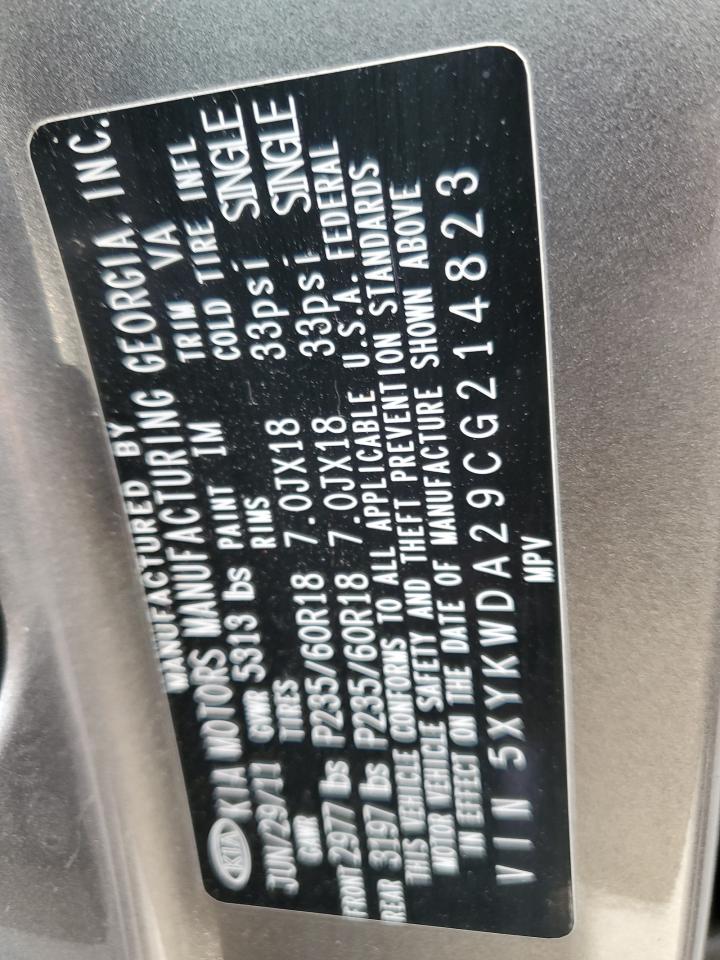 MANUFACTURED BY
KIA KIA MOTORS MANUFACTURING GEORGIA, INC.
JUN/29/11 GVWR 5313 lbs PAINT IM TRIM VA
GAWR TIRES RIMS COLD TIRE INFL
FRONT 2977 lbs P235/60R18 7.0JX18 33psi SINGLE
REAR 3197 lbs P235/60R18 7.0JX18 33psi SINGLE
THIS VEHICLE CONFORMS TO ALL APPLICABLE U.S.A. FEDERAL
MOTOR VEHICLE SAFETY AND THEFT PREVENTION STANDARDS
IN EFFECT ON THE DATE OF MANUFACTURE SHOWN ABOVE
VIN 5XYKWDA29CG214823
MPV